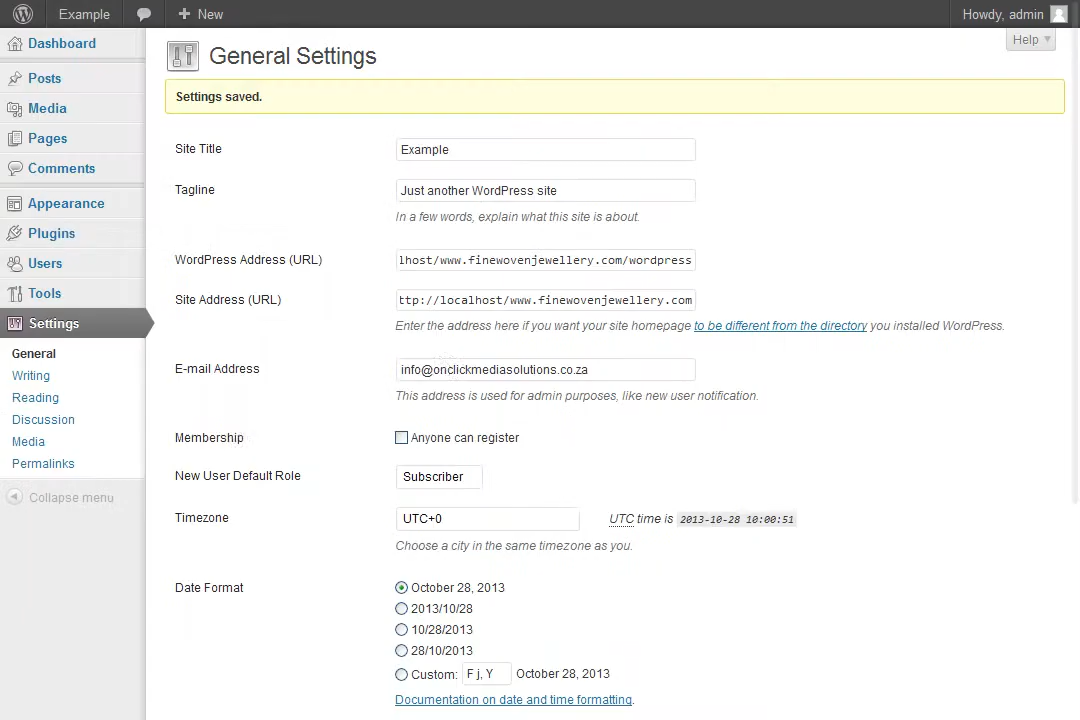 Example
New
Howdy, admin
Dashboard
Posts
Media
Pages
Comments
Appearance
Plugins
Users
Tools
Settings
General
Writing
Reading
Discussion
Media
Permalinks
Collapse menu
Help
General Settings
Settings saved.
Site Title
Example
Tagline
Just another WordPress site
In a few words, explain what this site is about.
WordPress Address (URL)
lhost/www.finewovenjewellery.com/wordpress
Site Address (URL)
ttp://localhost/www.finewovenjewellery.com
Enter the address here if you want your site homepage to be different from the directory you installed WordPress.
E-mail Address
info@onclickmediasolutions.co.za
This address is used for admin purposes, like new user notification.
Membership
Anyone can register
New User Default Role
Subscriber
Timezone
UTC+0
UTC time is 2013-10-28 10:00:51
Choose a city in the same timezone as you.
Date Format
October 28, 2013
2013/10/28
10/28/2013
28/10/2013
Custom: F j, Y October 28, 2013
Documentation on date and time formatting.